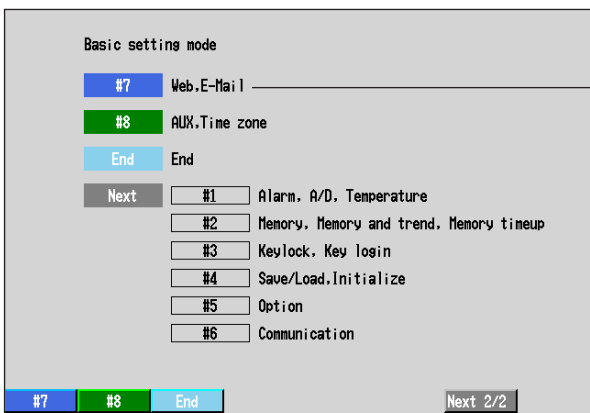 Basic setting mode
#7 Web,E-Mail
#8 AUX,Time zone
End End
Next #1 Alarm, A/D, Temperature
#2 Memory, Memory and trend, Memory timeup
#3 Keylock, Key login
#4 Save/Load,Initialize
#5 Option
#6 Communication
#7 #8 End Next 2/2